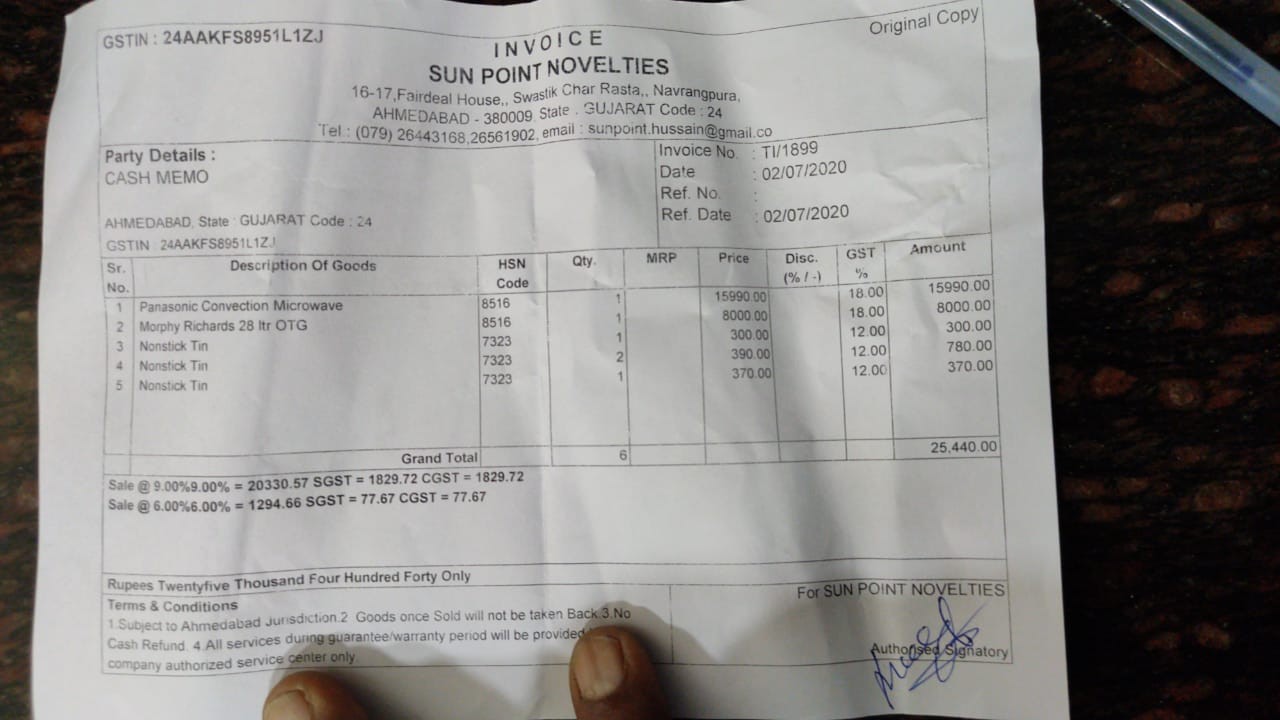 GSTIN : 24AAKFS8951L1ZJ
Original Copy
INVOICE
SUN POINT NOVELTIES
16-17,Fairdeal House,, Swastik Char Rasta,, Navrangpura,
AHMEDABAD - 380009, State . GUJARAT Code : 24
Tel.: (079) 26443168,26561902, email : sunpoint.hussain@gmail.co
Party Details :
CASH MEMO
AHMEDABAD, State : GUJARAT Code : 24
GSTIN : 24AAKFS8951L1ZJ
Invoice No. : TI/1899
Date : 02/07/2020
Ref. No. :
Ref. Date : 02/07/2020
Sr. No. Description Of Goods HSN Code Qty. MRP Price Disc. (% / -) GST % Amount
1 Panasonic Convection Microwave 8516 1 15990.00 18.00 15990.00
2 Morphy Richards 28 ltr OTG 8516 1 8000.00 18.00 8000.00
3 Nonstick Tin 7323 1 300.00 12.00 300.00
4 Nonstick Tin 7323 2 390.00 12.00 780.00
5 Nonstick Tin 7323 1 370.00 12.00 370.00
Grand Total 6 25,440.00
Sale @ 9.00%9.00% = 20330.57 SGST = 1829.72 CGST = 1829.72
Sale @ 6.00%6.00% = 1294.66 SGST = 77.67 CGST = 77.67
Rupees Twentyfive Thousand Four Hundred Forty Only
Terms & Conditions
1.Subject to Ahmedabad Jurisdiction.2 Goods once Sold will not be taken Back.3.No
Cash Refund. 4.All services during guarantee/warranty period will be provided
company authorized service center only
For SUN POINT NOVELTIES
Authorised Signatory